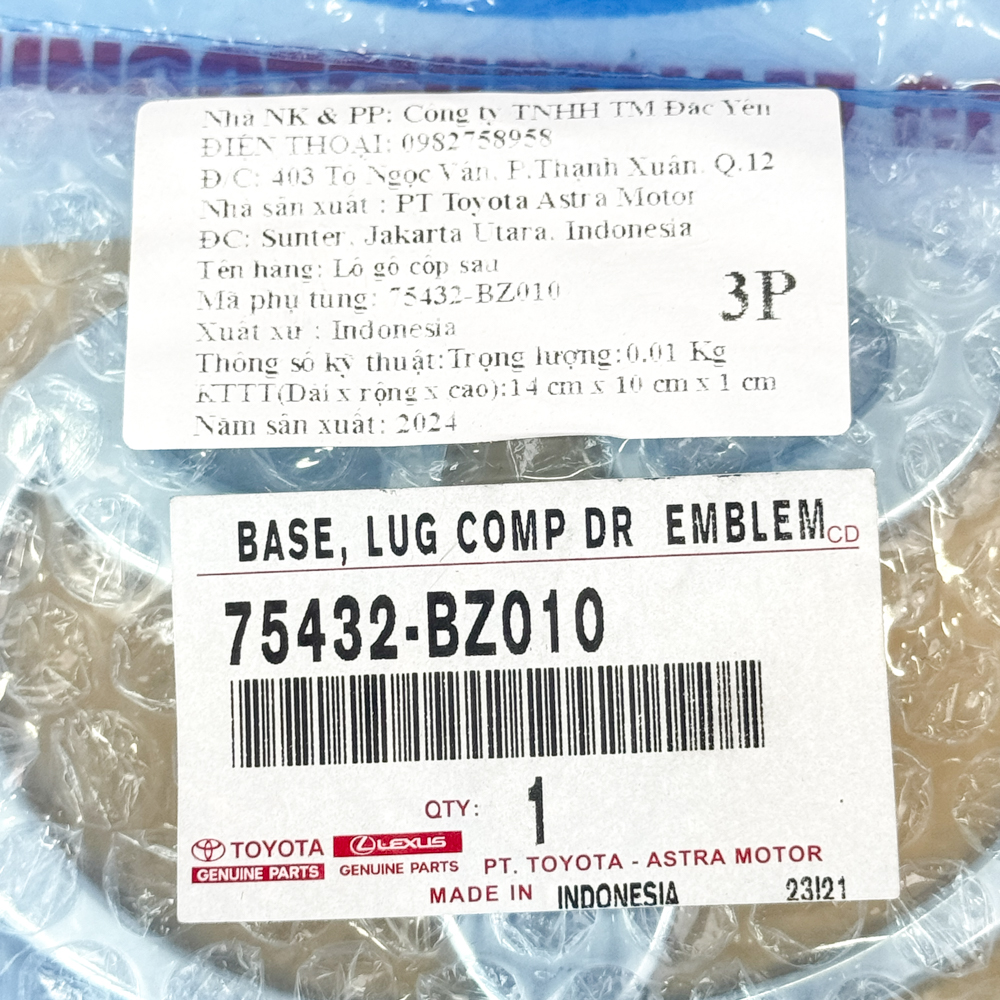 Nhà NK & PP: Công ty TNHH TM Đắc Yên
ĐIỆN THOẠI: 0982758958
Đ/C: 403 Tô Ngọc Vân, P.Thạnh Xuân, Q.12
Nhà sản xuất : PT Toyota Astra Motor
ĐC: Sunter, Jakarta Utara, Indonesia
Tên hàng: Lô gô cốp sau
Mã phụ tùng: 75432-BZ010
3P
Xuất xứ : Indonesia
Thông số kỹ thuật:Trọng lượng:0.01 Kg
KTTT(Dài x rộng x cao):14 cm x 10 cm x 1 cm
Năm sản xuất: 2024
BASE, LUG COMP DR EMBLEM CD
75432-BZ010
QTY: 1
TOYOTA LEXUS
GENUINE PARTS GENUINE PARTS PT. TOYOTA - ASTRA MOTOR
MADE IN INDONESIA 23121